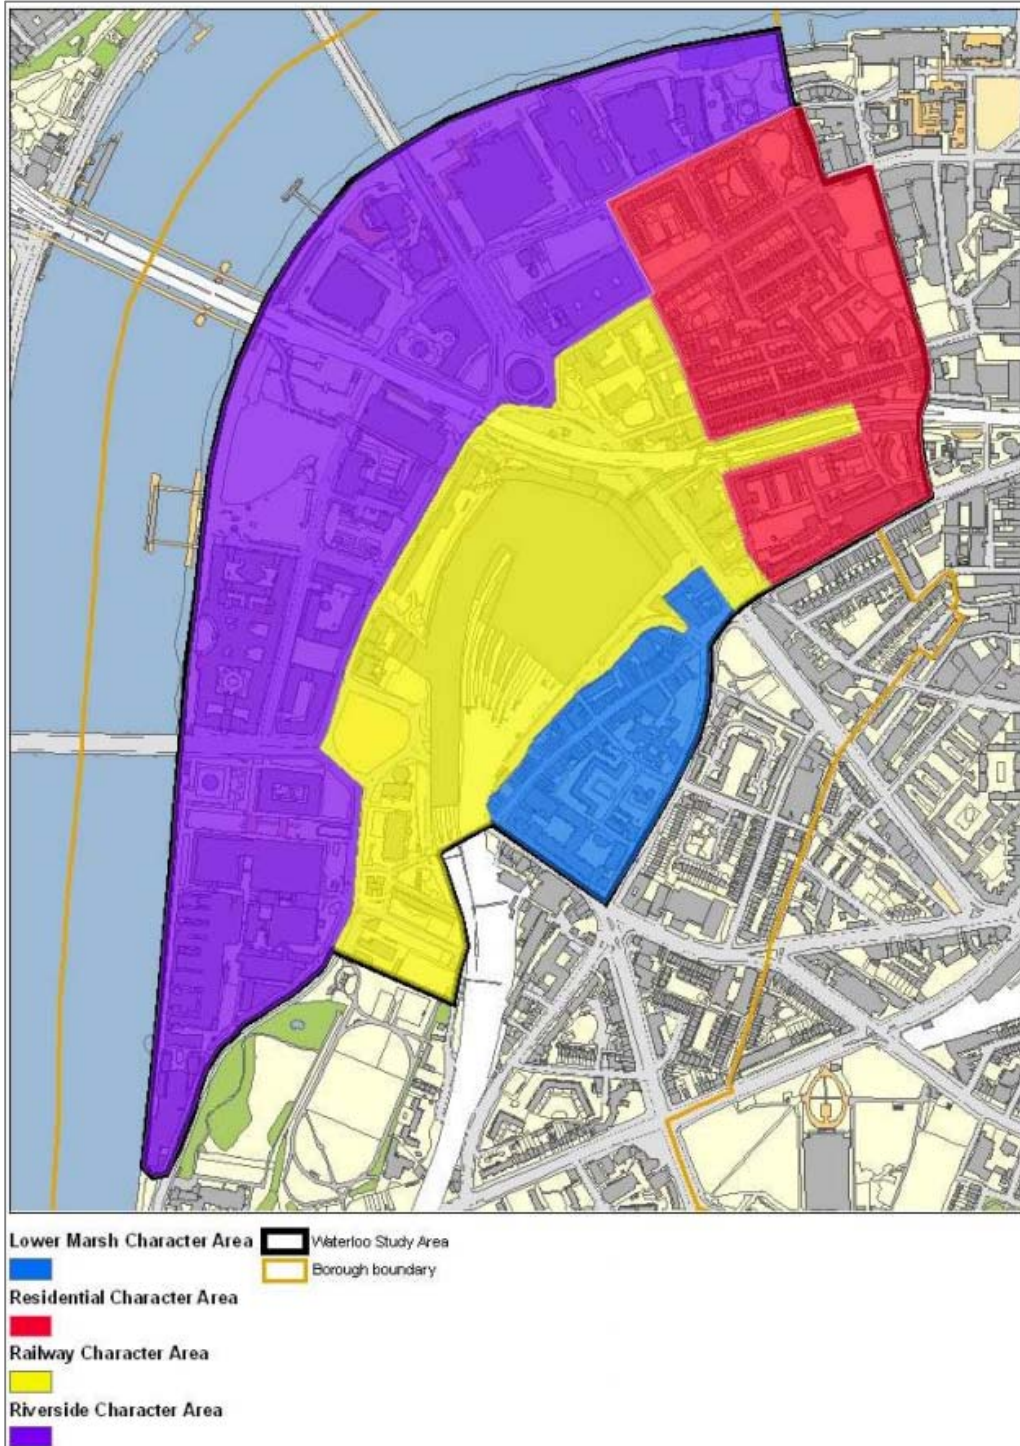 Lower Marsh Character Area Waterloo Study Area
Borough boundary
Residential Character Area
Railway Character Area
Riverside Character Area